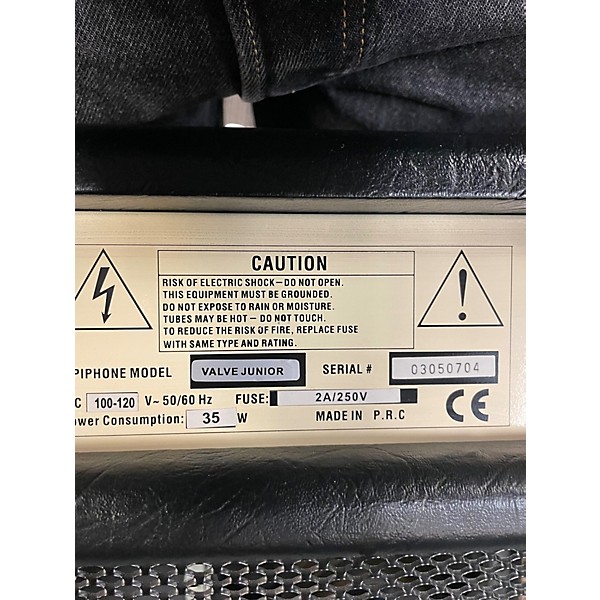 CAUTION
RISK OF ELECTRIC SHOCK—DO NOT OPEN.
THIS EQUIPMENT MUST BE GROUNDED.
DO NOT EXPOSE TO RAIN OR MOISTURE.
TUBES MAY BE HOT— DO NOT TOUCH.
TO REDUCE THE RISK OF FIRE, REPLACE FUSE
WITH SAME TYPE AND RATING.
PIPHONE MODEL VALVE JUNIOR SERIAL # 03050704
C 100-120 V~ 50/60 Hz FUSE: 2A/250V
ower Consumption: 35 W MADE IN P.R.C CE